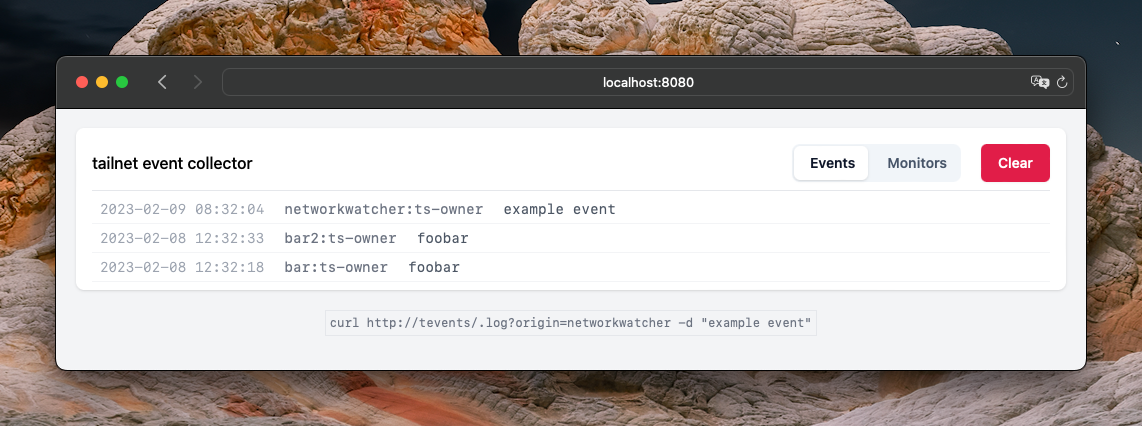 localhost:8080
tailnet event collector Events Monitors Clear
2023-02-09 08:32:04 networkwatcher:ts-owner example event
2023-02-08 12:32:33 bar2:ts-owner foobar
2023-02-08 12:32:18 bar:ts-owner foobar
curl http://tevents/.log?origin=networkwatcher -d "example event"